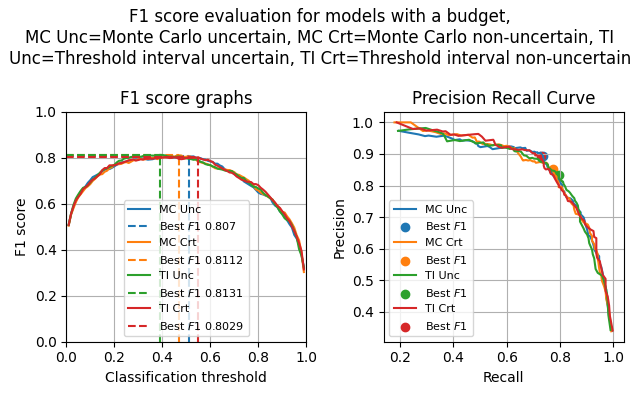 F1 score evaluation for models with a budget,
MC Unc=Monte Carlo uncertain, MC Crt=Monte Carlo non-uncertain, TI
Unc=Threshold interval uncertain, TI Crt=Threshold interval non-uncertain
F1 score graphs
1.0
0.8
0.6
0.4
0.2
0.0
F1 score
MC Unc
Best F1 0.807
MC Crt
Best F1 0.8112
TI Unc
Best F1 0.8131
TI Crt
Best F1 0.8029
0.0 0.2 0.4 0.6 0.8 1.0
Classification threshold
Precision Recall Curve
1.0
0.9
0.8
0.7
0.6
0.5
0.4
Precision
MC Unc
Best F1
MC Crt
Best F1
TI Unc
Best F1
TI Crt
Best F1
0.2 0.4 0.6 0.8 1.0
Recall